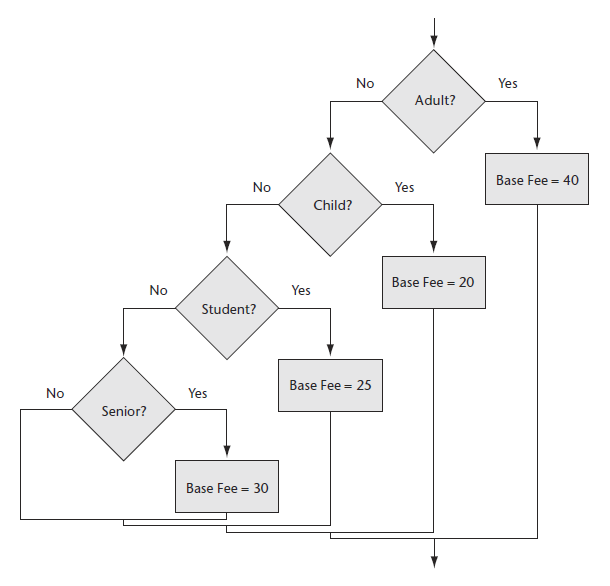 No
Yes
Adult?
No
Yes
Base Fee = 40
Child?
No
Yes
Base Fee = 20
Student?
No
Yes
Base Fee = 25
Senior?
Base Fee = 30